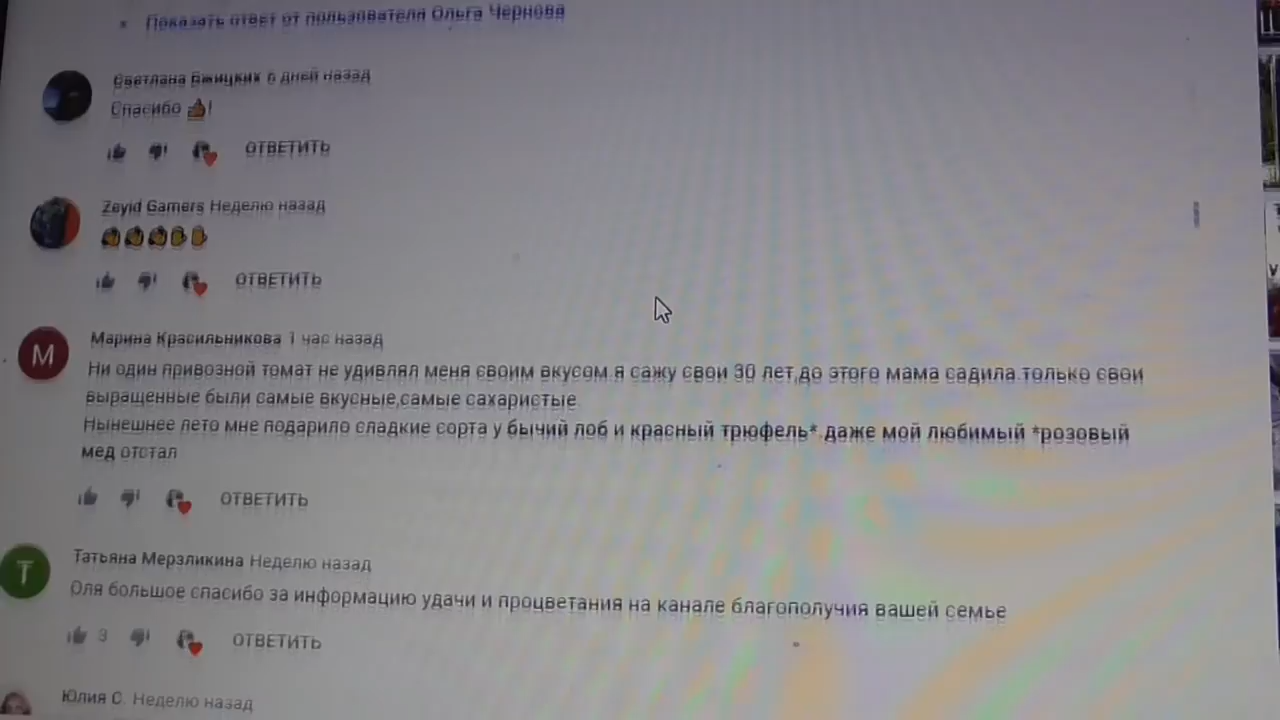 Показать ответ от пользователя Ольга Чернова
Светлана Вжицких 6 дней назад
Спасибо 👍!
ОТВЕТИТЬ
Zeyid Gamers Неделю назад
ОТВЕТИТЬ
М
Марина Красильникова 1 час назад
Ни один привозной томат не удивлял меня своим вкусом.я сажу свои 30 лет,до этого мама садила.только свои
выращенные были самые вкусные,самые сахаристые.
Нынешнее лето мне подарило сладкие сорта у бычий лоб и красный трюфель*.даже мой любимый *розовый
мед отстал
ОТВЕТИТЬ
Т
Татьяна Мерзликина Неделю назад
Оля большое спасибо за информацию удачи и процветания на канале благополучия вашей семье
3
ОТВЕТИТЬ
Юлия С. Неделю назад